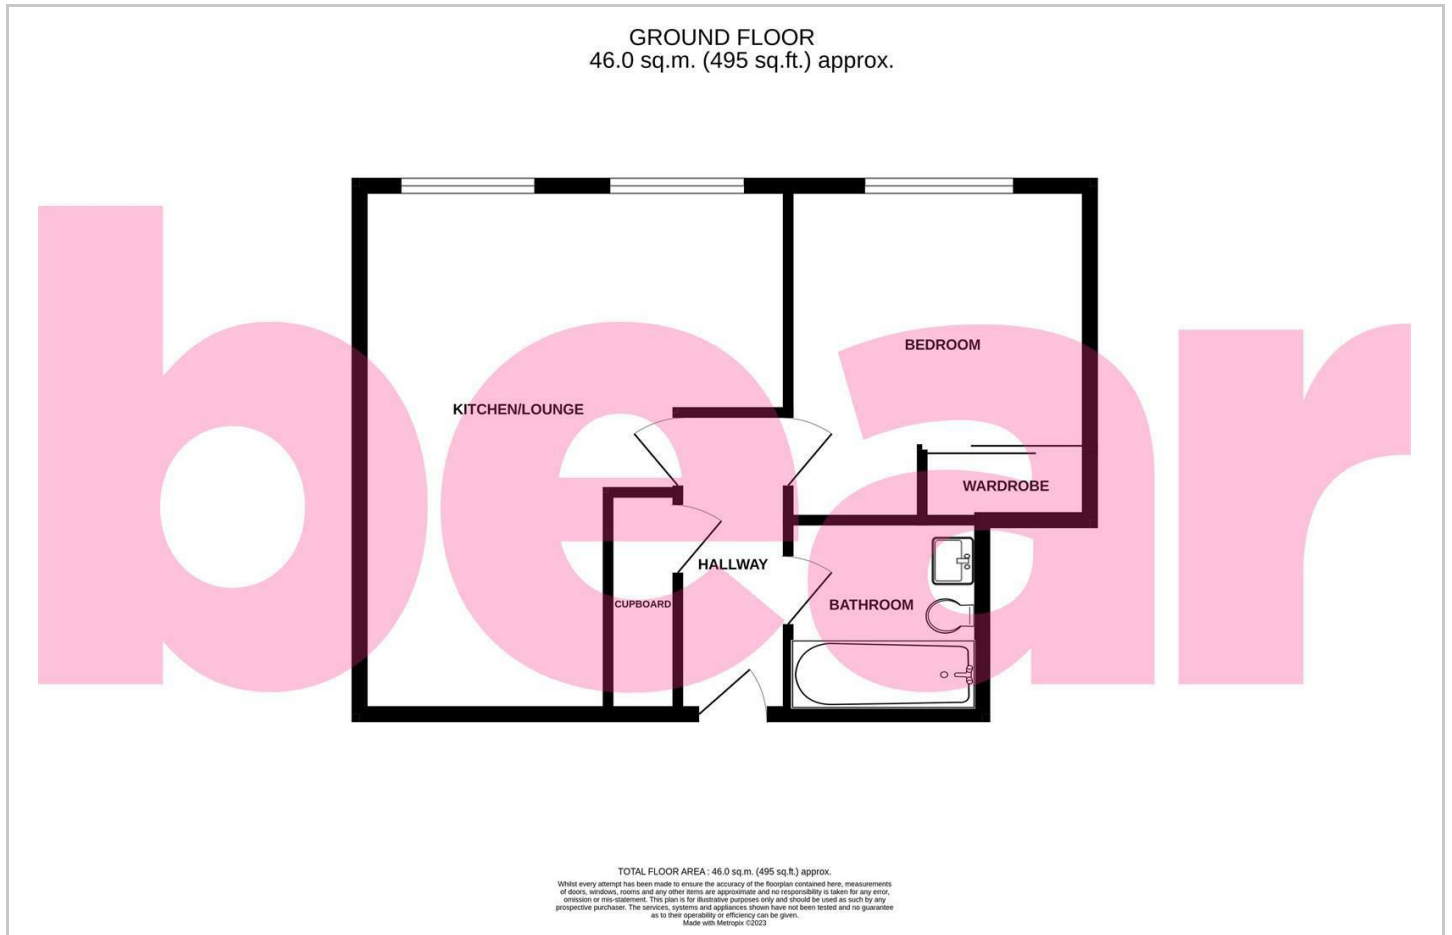 GROUND FLOOR
46.0 sq.m. (495 sq.ft.) approx.
bear
BEDROOM
KITCHEN/LOUNGE
WARDROBE
HALLWAY
CUPBOARD
BATHROOM
TOTAL FLOOR AREA : 46.0 sq.m. (495 sq.ft.) approx.
Whilst every attempt has been made to ensure the accuracy of the floorplan contained here, measurements
of doors, windows, rooms and any other items are approximate and no responsibility is taken for any error,
omission or mis-statement. This plan is for illustrative purposes only and should be used as such by any
prospective purchaser. The services, systems and appliances shown have not been tested and no guarantee
as to their operability or efficiency can be given.
Made with Metropix ©2023